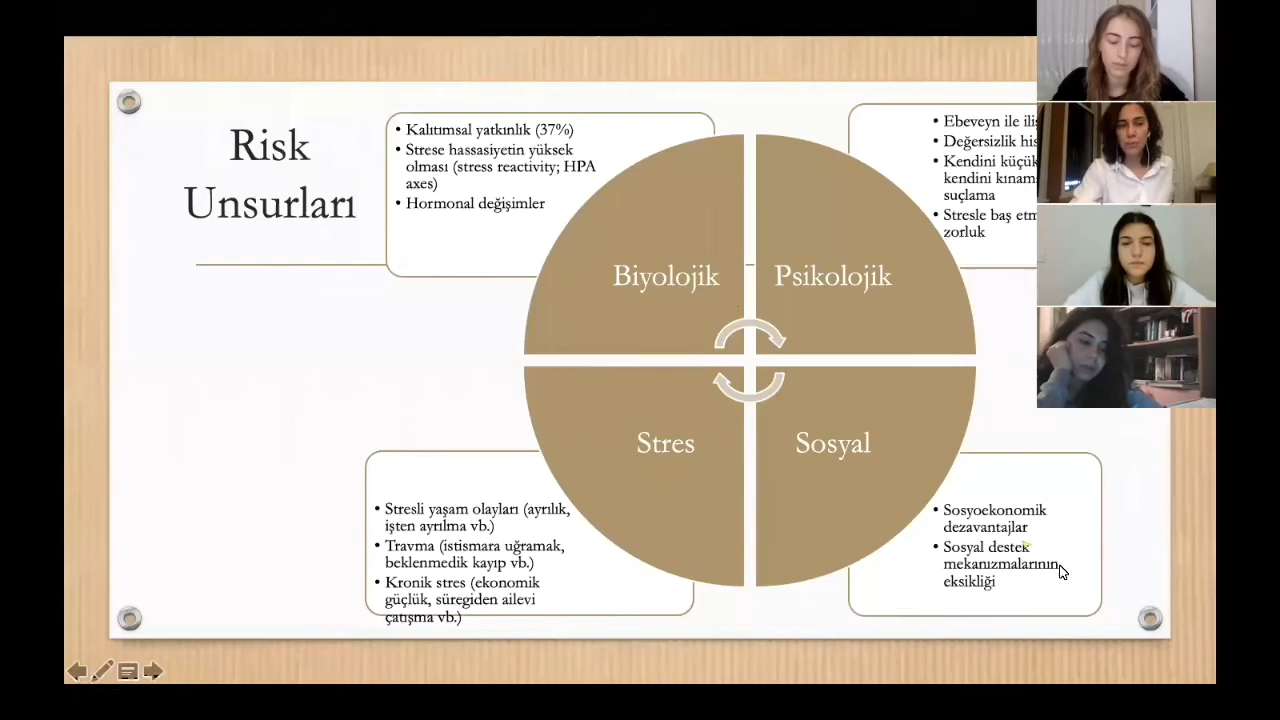 Risk
Unsurları
• Kalıtımsal yatkınlık (37%)
• Strese hassasiyetin yüksek
olması (stress reactivity; HPA
axes)
• Hormonal değişimler
• Ebeveyn ile
• Değersizlik
• Kendini
kendini
suçlama
• Stresle baş
zorluk
Biyolojik
Psikolojik
Stres
Sosyal
• Stresli yaşam olayları (ayrılık,
işten ayrılma vb.)
• Travma (istismara uğramak,
beklenmedik kayıp vb.)
• Kronik stres (ekonomik
güçlük, süregiden ailevi
çatışma vb.)
• Sosyoekonomik
dezavantajlar
• Sosyal destek
mekanizmalarının
eksikliği